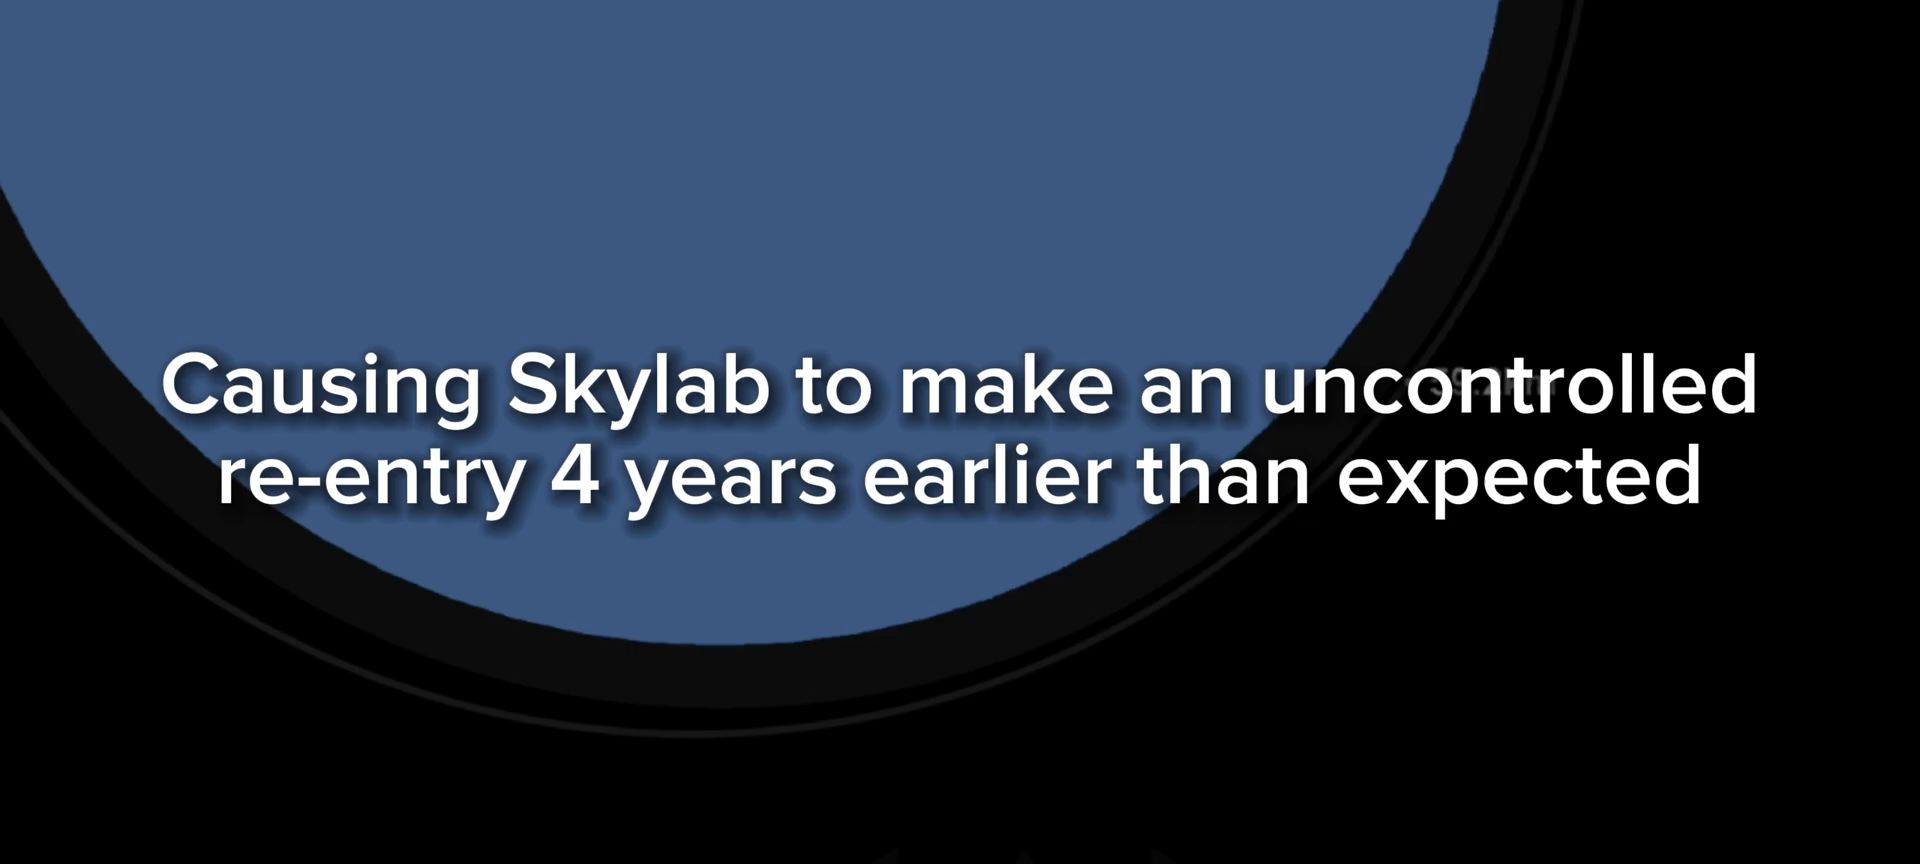 Causing Skylab to make an uncontrolled
re-entry 4 years earlier than expected